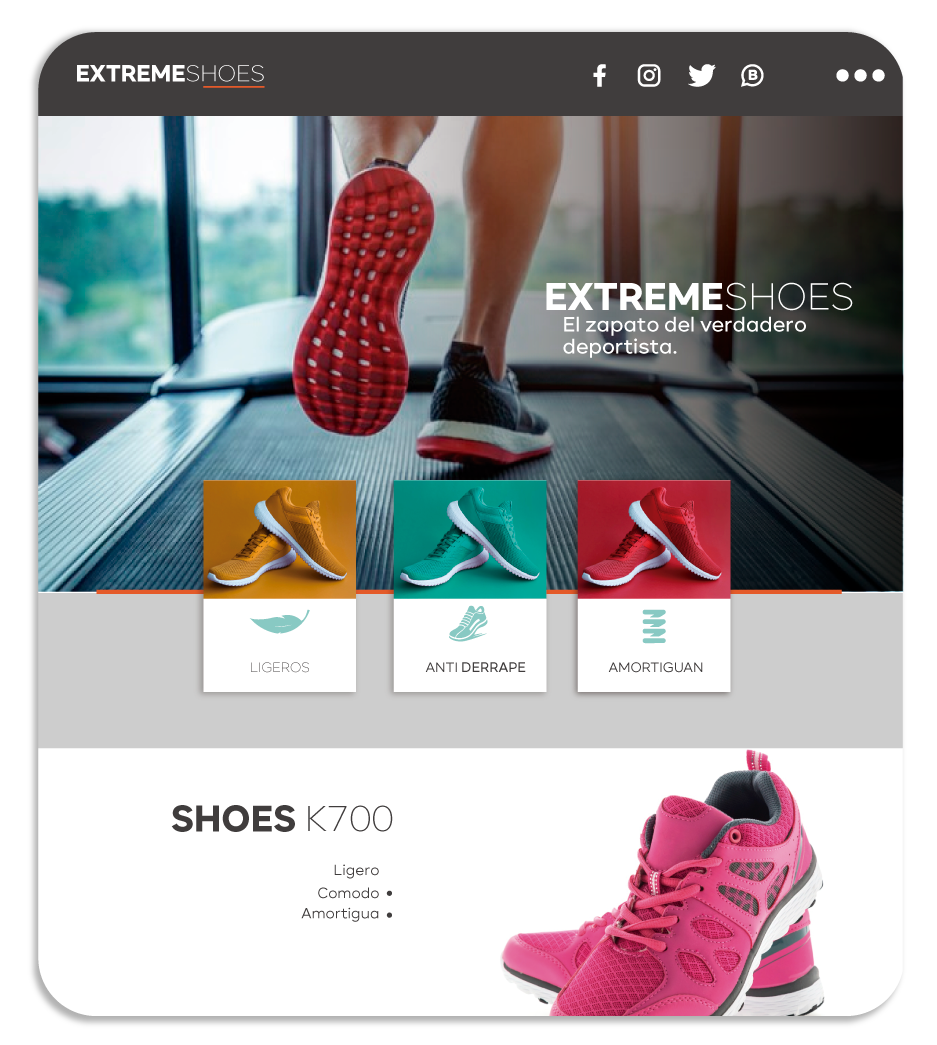 EXTREMESHOES
EXTREMESHOES
El zapato del verdadero
deportista.
LIGEROS
ANTI DERRAPE
AMORTIGUAN
SHOES K700
Ligero
Comodo •
Amortigua •